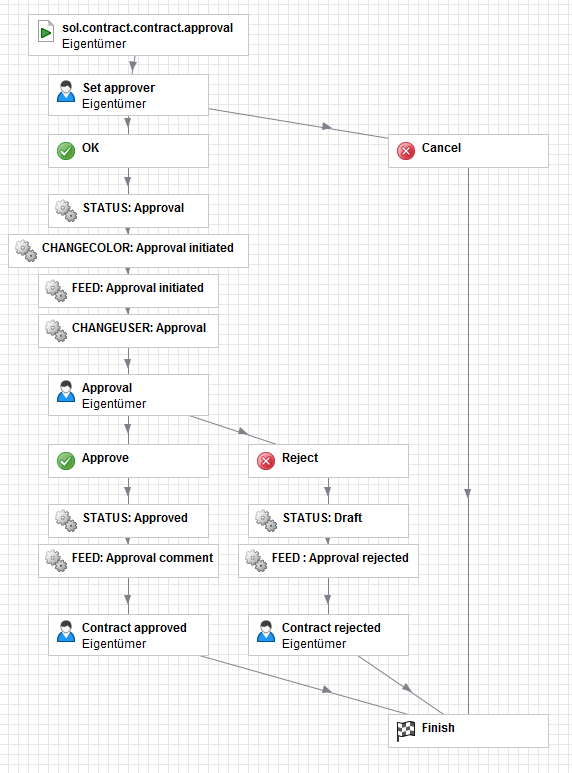 sol.contract.contract.approval
Eigentümer
Set approver
Eigentümer
OK
Cancel
STATUS: Approval
CHANGECOLOR: Approval initiated
FEED: Approval initiated
CHANGEUSER: Approval
Approval
Eigentümer
Approve
Reject
STATUS: Approved
STATUS: Draft
FEED: Approval comment
FEED : Approval rejected
Contract approved
Eigentümer
Contract rejected
Eigentümer
Finish